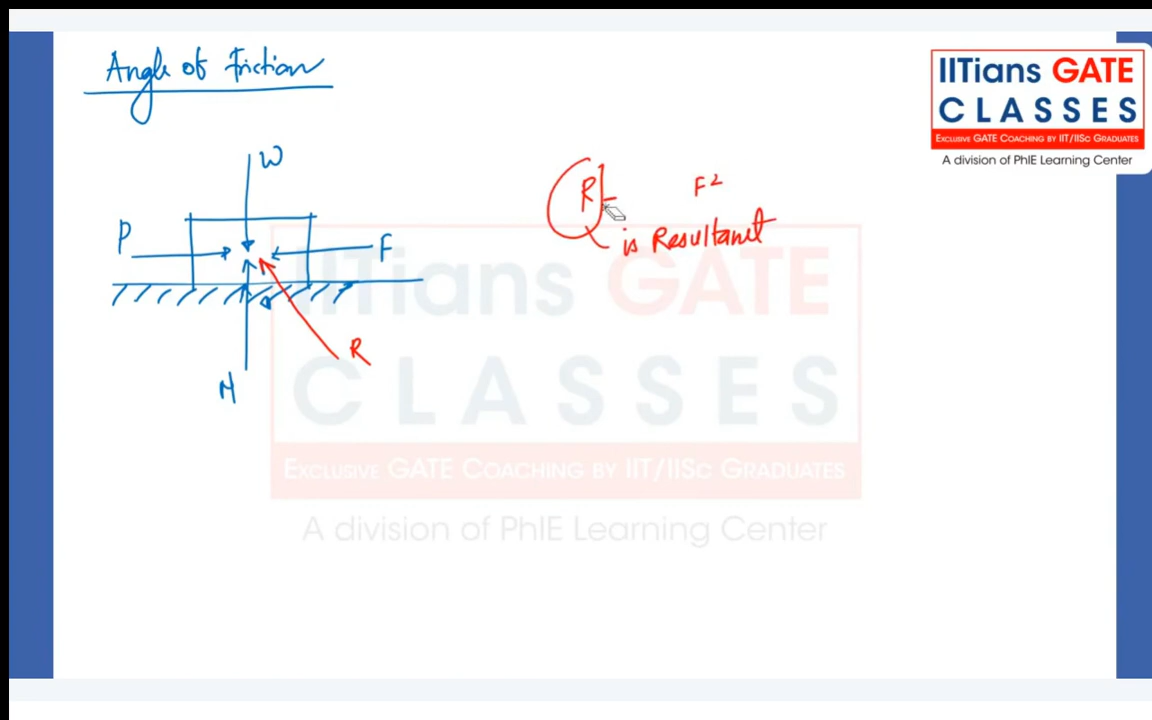 Angle of Friction
IITians GATE
CLASSES
EXCLUSIVE GATE COACHING BY IIT/IISc GRADUATES
A division of PhIE Learning Center
W
P
F
R
N
R =
F²
is Resultant
IITians GATE
CLASSES
EXCLUSIVE GATE COACHING BY IIT/IISc GRADUATES
A division of PhIE Learning Center